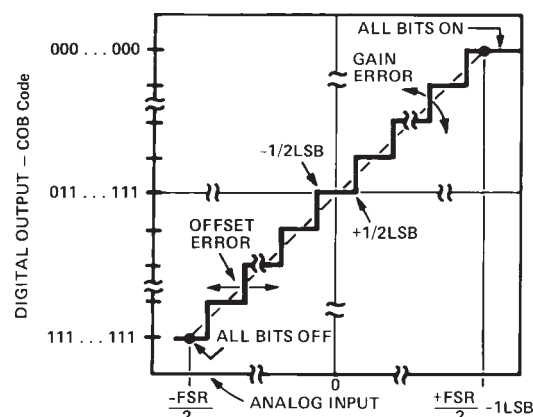 ALL BITS ON
000 ... 000
GAIN
ERROR
–1/2LSB
011 ... 111
+1/2LSB
OFFSET
ERROR
111 ... 111
ALL BITS OFF
DIGITAL OUTPUT – COB Code
–FSR
2
ANALOG INPUT
0
+FSR
2
-1LSB